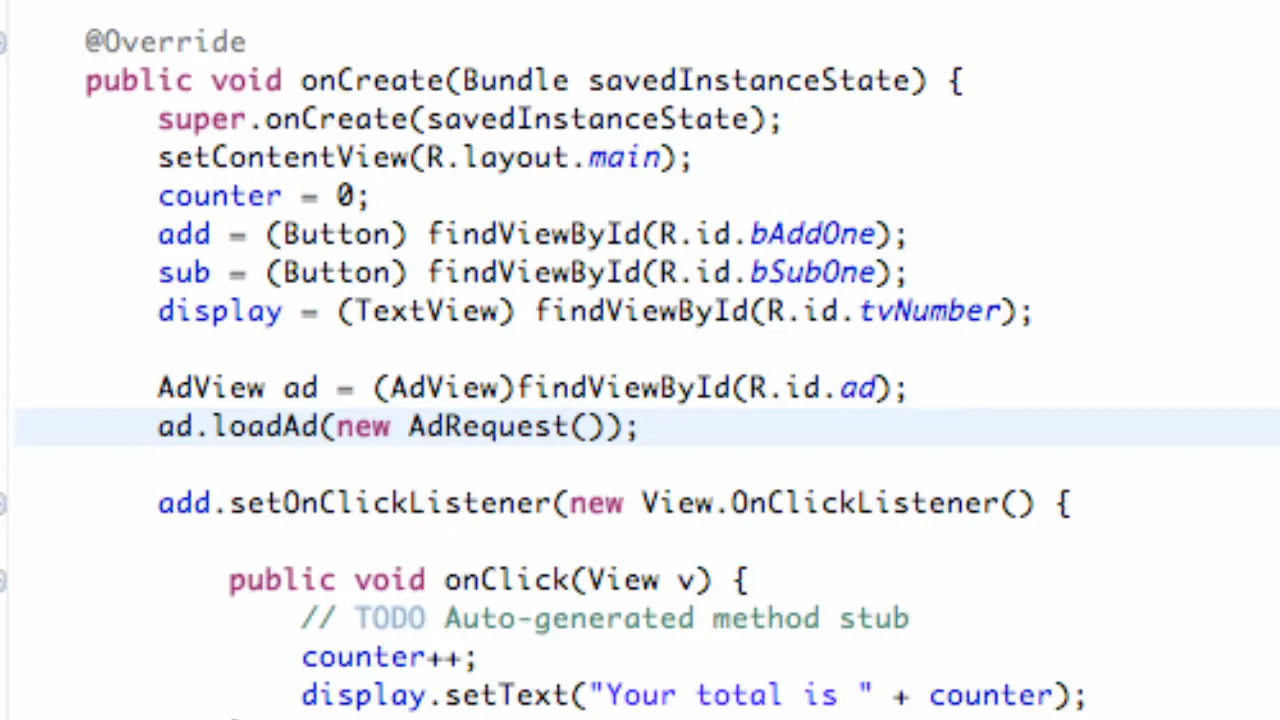 @Override
public void onCreate(Bundle savedInstanceState) {
super.onCreate(savedInstanceState);
setContentView(R.layout.main);
counter = 0;
add = (Button) findViewById(R.id.bAddOne);
sub = (Button) findViewById(R.id.bSubOne);
display = (TextView) findViewById(R.id.tvNumber);
AdView ad = (AdView)findViewById(R.id.ad);
ad.loadAd(new AdRequest());
add.setOnClickListener(new View.OnClickListener() {
public void onClick(View v) {
// TODO Auto-generated method stub
counter++;
display.setText("Your total is " + counter);